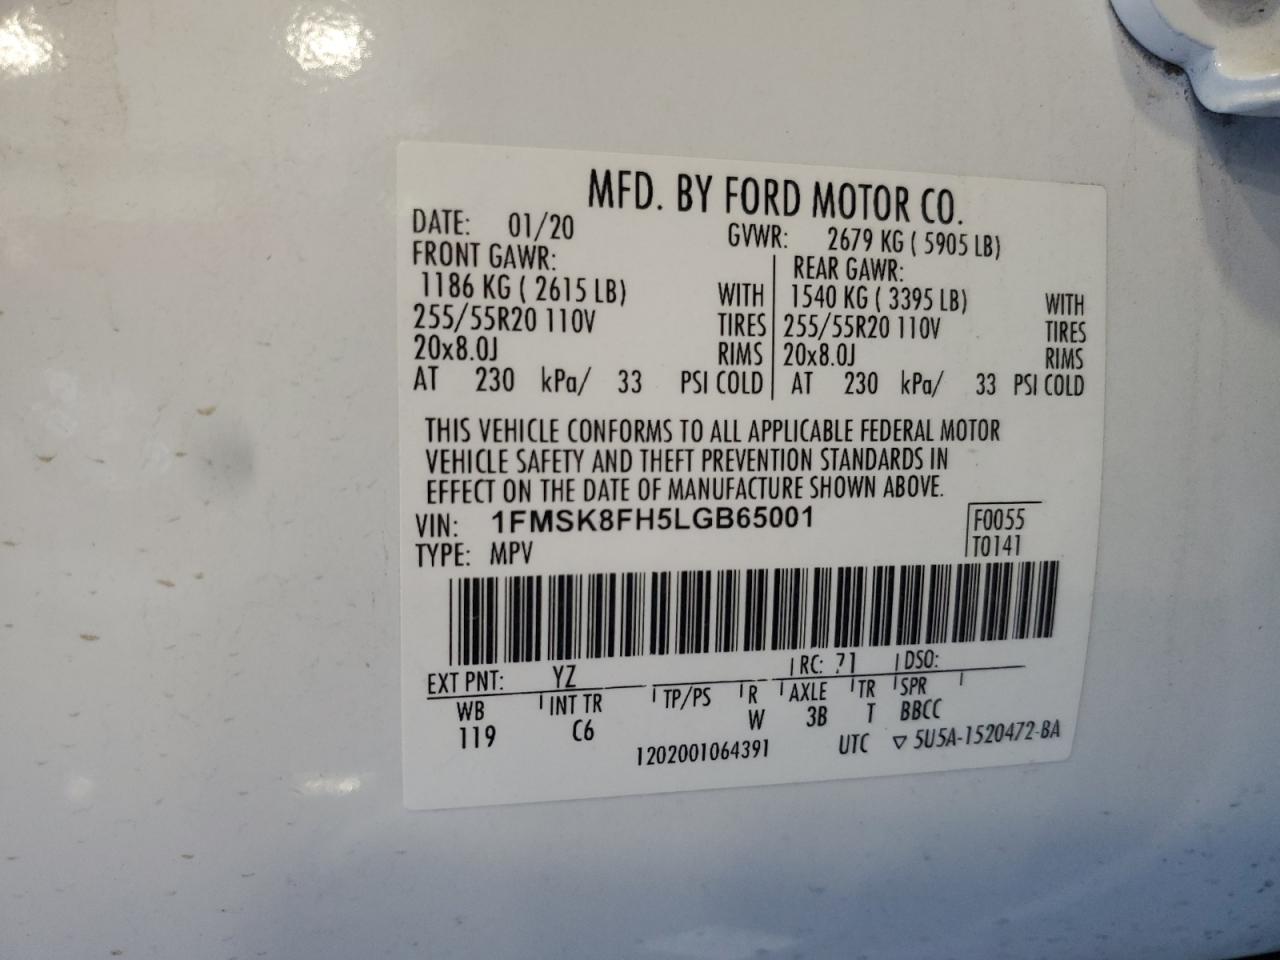 MFD. BY FORD MOTOR CO.
DATE: 01/20 GVWR: 2679 KG ( 5905 LB)
FRONT GAWR: REAR GAWR:
1186 KG ( 2615 LB) WITH 1540 KG ( 3395 LB) WITH
255/55R20 110V TIRES 255/55R20 110V TIRES
20x8.0J RIMS 20x8.0J RIMS
AT 230 kPa/ 33 PSI COLD AT 230 kPa/ 33 PSI COLD
THIS VEHICLE CONFORMS TO ALL APPLICABLE FEDERAL MOTOR
VEHICLE SAFETY AND THEFT PREVENTION STANDARDS IN
EFFECT ON THE DATE OF MANUFACTURE SHOWN ABOVE.
VIN: 1FMSK8FH5LGB65001 F0055
TYPE: MPV T0141
EXT PNT: YZ RC: 71 DSO:
WB INT TR TP/PS R AXLE TR SPR
119 C6 W 3B T BBCC
1202001064391 UTC ▽ 5U5A-1520472-BA